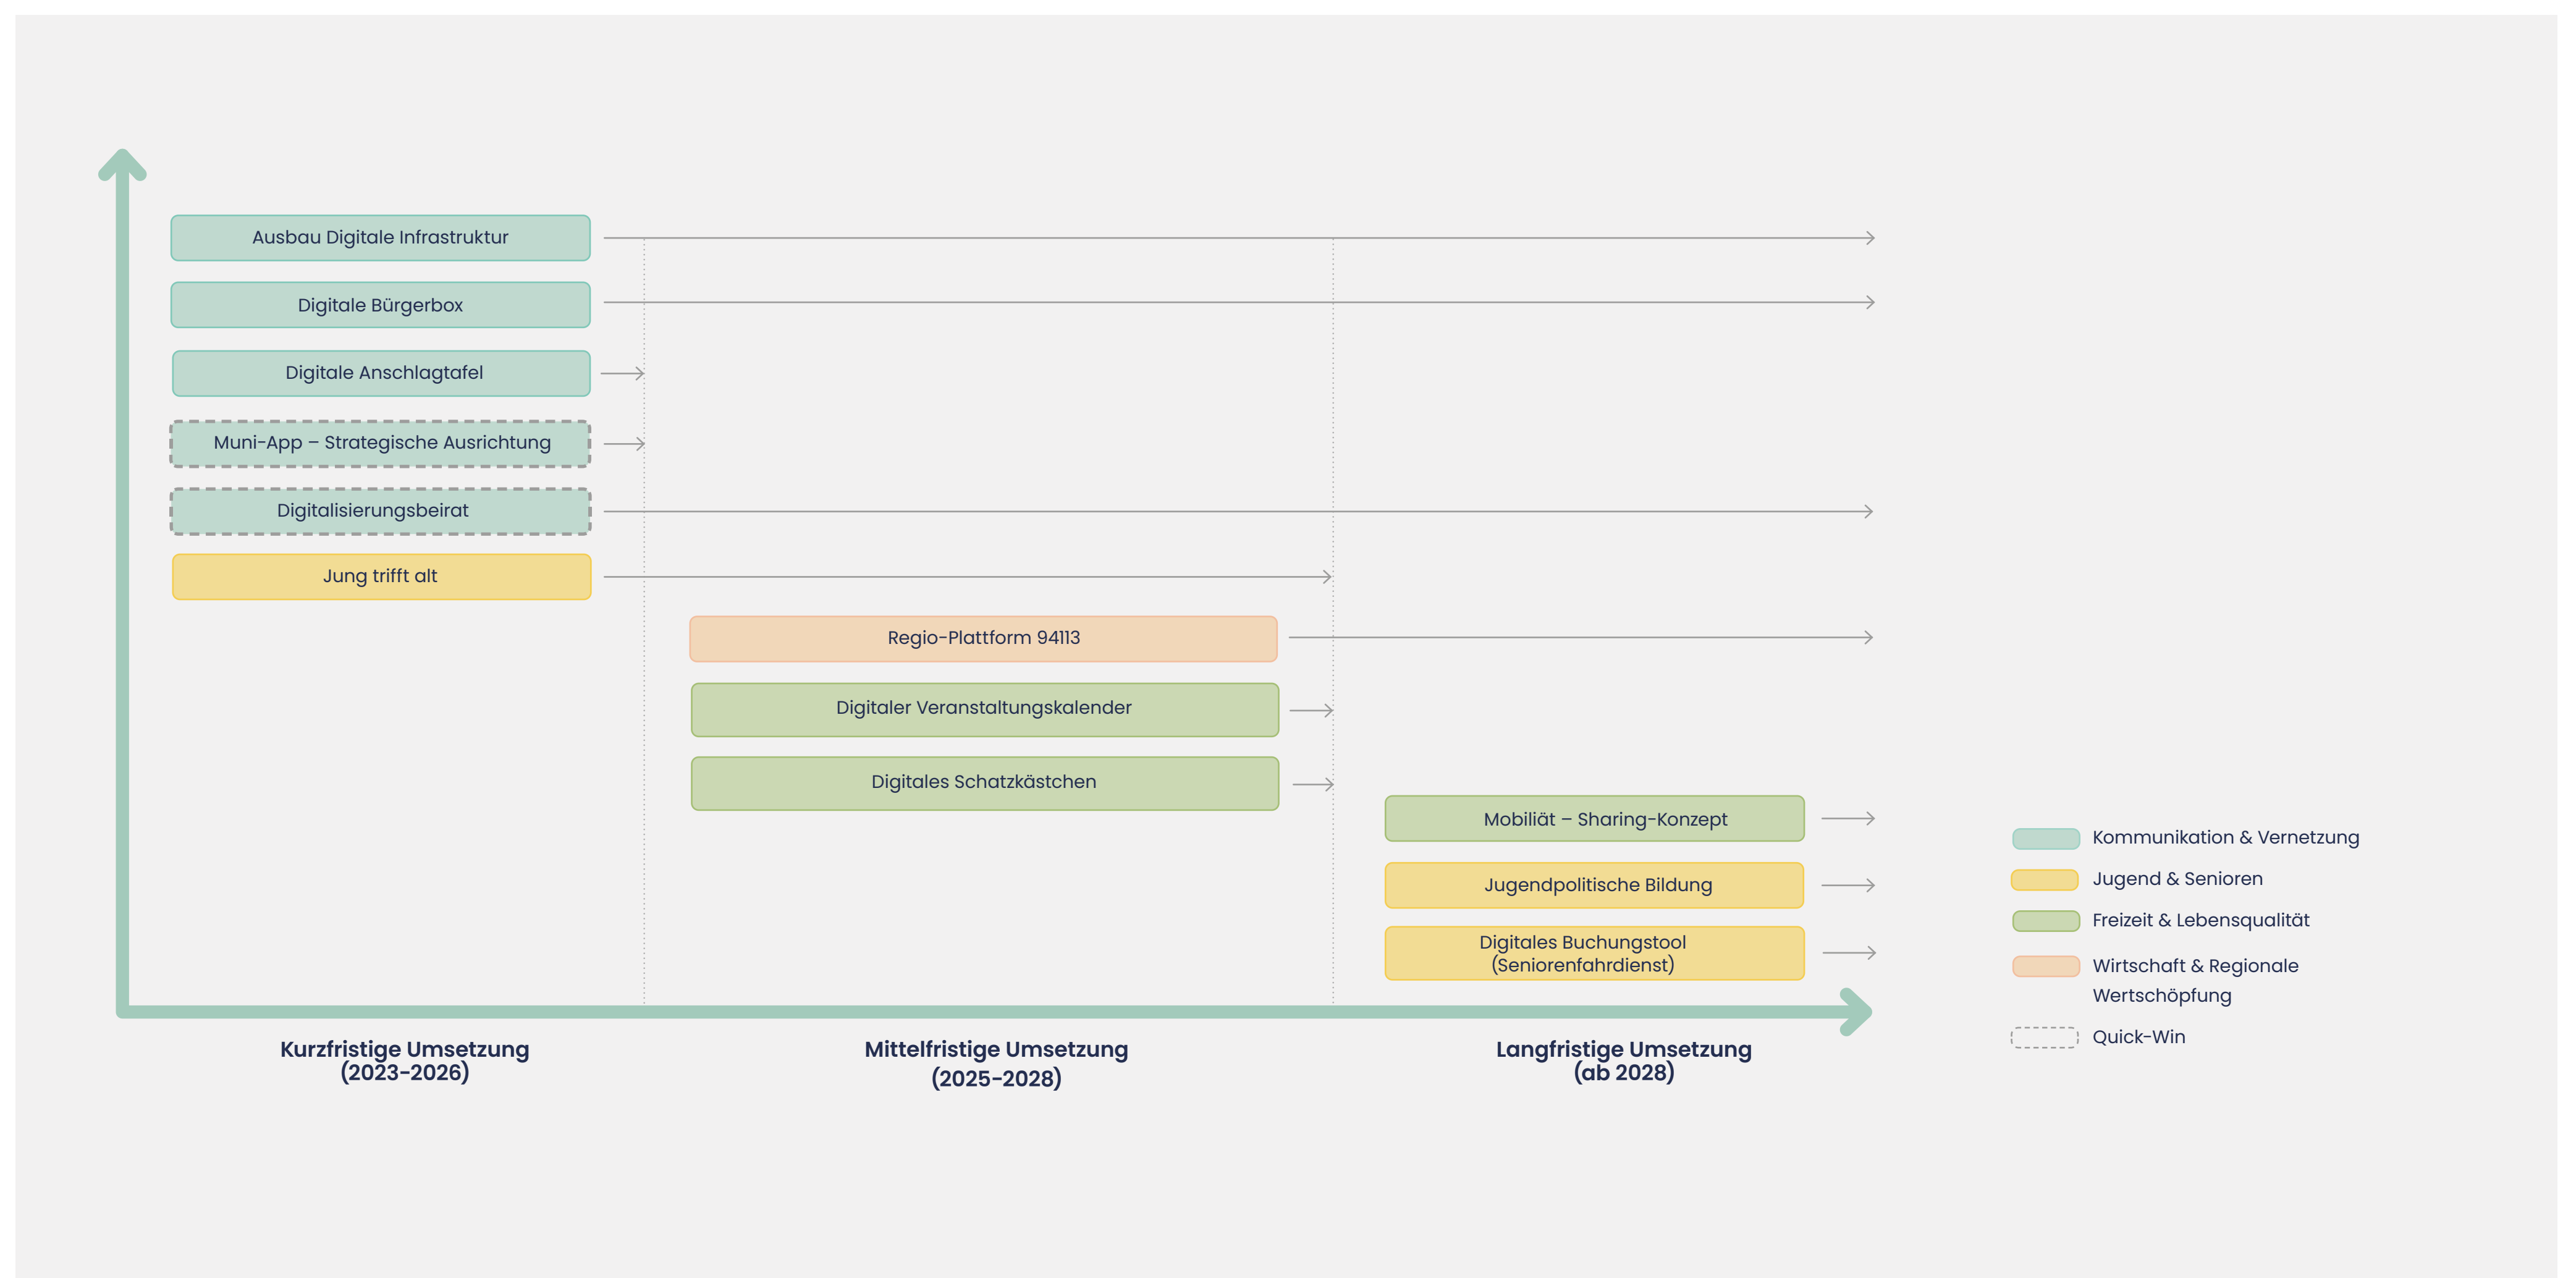 Ausbau Digitale Infrastruktur
Digitale Bürgerbox
Digitale Anschlagtafel
Muni-App – Strategische Ausrichtung
Digitalisierungsbeirat
Jung trifft alt
Regio-Plattform 94113
Digitaler Veranstaltungskalender
Digitales Schatzkästchen
Mobiliät – Sharing-Konzept
Jugendpolitische Bildung
Digitales Buchungstool
(Seniorenfahrdienst)
Kurzfristige Umsetzung
(2023-2026)
Mittelfristige Umsetzung
(2025-2028)
Langfristige Umsetzung
(ab 2028)
Kommunikation & Vernetzung
Jugend & Senioren
Freizeit & Lebensqualität
Wirtschaft & Regionale
Wertschöpfung
Quick-Win